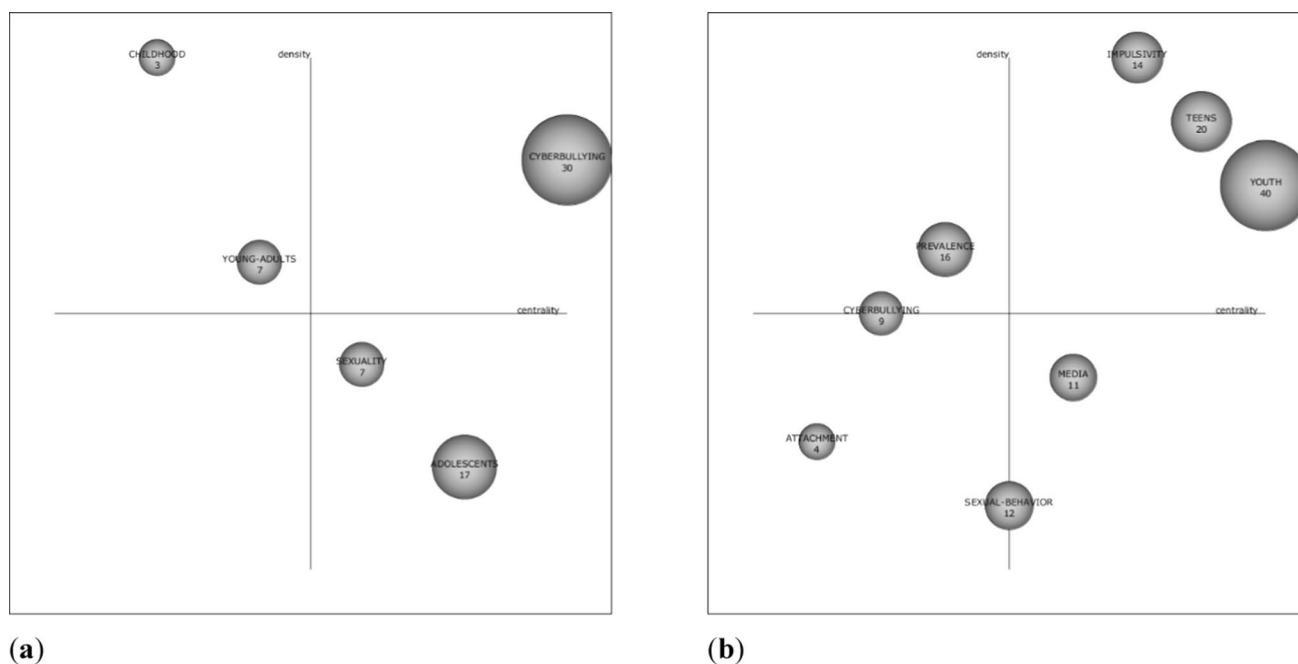 CHILDHOOD
3
density
CYBERBULLYING
30
YOUNG-ADULTS
7
centrality
SEXUALITY
7
ADOLESCENTS
17
(a)
density
IMPULSIVITY
14
TEENS
20
YOUTH
40
PREVALENCE
16
CYBERBULLYING
9
centrality
MEDIA
11
ATTACHMENT
4
SEXUAL-BEHAVIOR
12
(b)